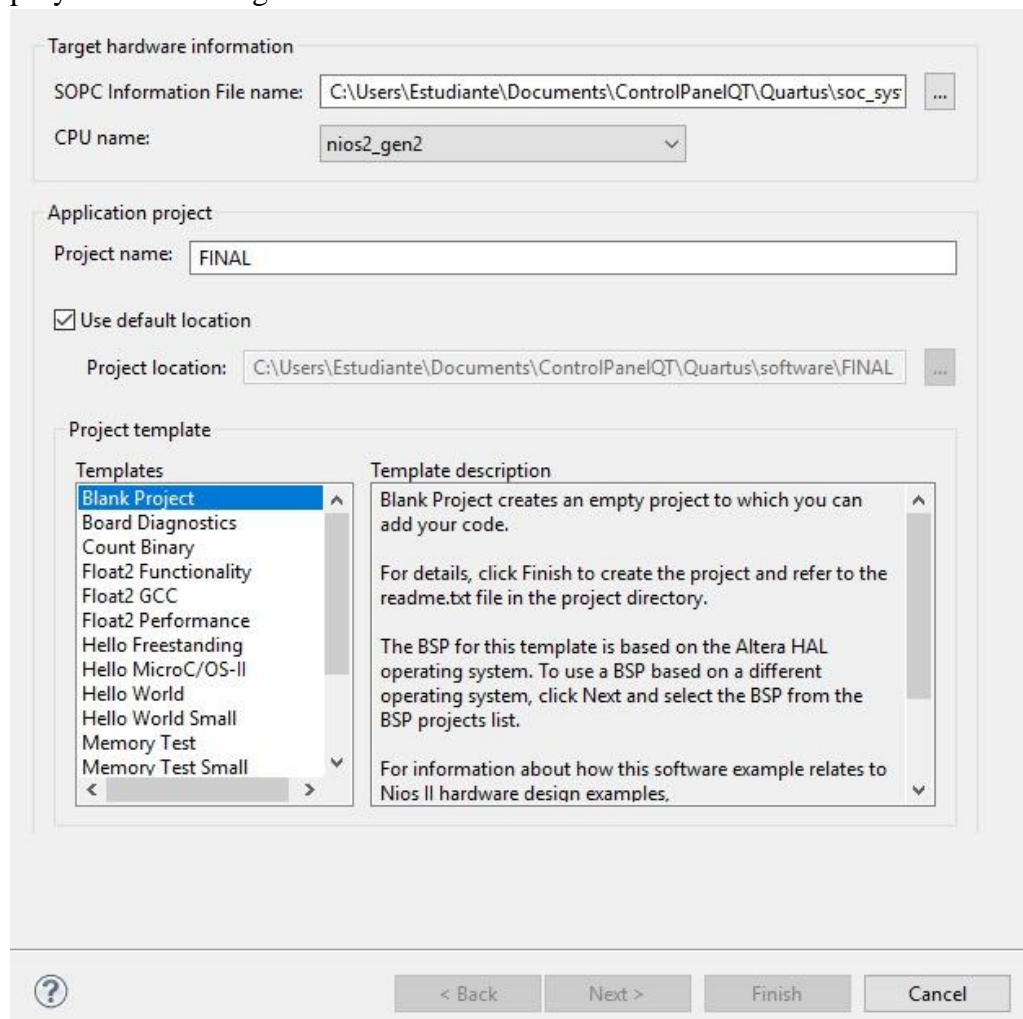 Target hardware information
SOPC Information File name: C:\Users\Estudiante\Documents\ControlPanelQT\Quartus\soc_sys ...
CPU name: nios2_gen2
Application project
Project name: FINAL
Use default location
Project location: C:\Users\Estudiante\Documents\ControlPanelQT\Quartus\software\FINAL ...
Project template
Templates
Blank Project
Board Diagnostics
Count Binary
Float2 Functionality
Float2 GCC
Float2 Performance
Hello Freestanding
Hello MicroC/OS-II
Hello World
Hello World Small
Memory Test
Memory Test Small
Template description
Blank Project creates an empty project to which you can
add your code.
For details, click Finish to create the project and refer to the
readme.txt file in the project directory.
The BSP for this template is based on the Altera HAL
operating system. To use a BSP based on a different
operating system, click Next and select the BSP from the
BSP projects list.
For information about how this software example relates to
Nios II hardware design examples,
? < Back Next > Finish Cancel